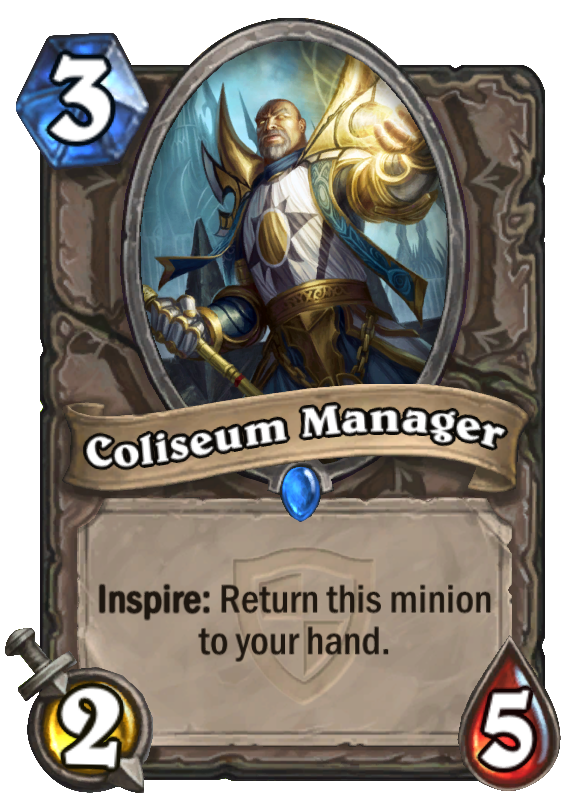 3
Coliseum Manager
Inspire: Return this minion
to your hand.
2
5